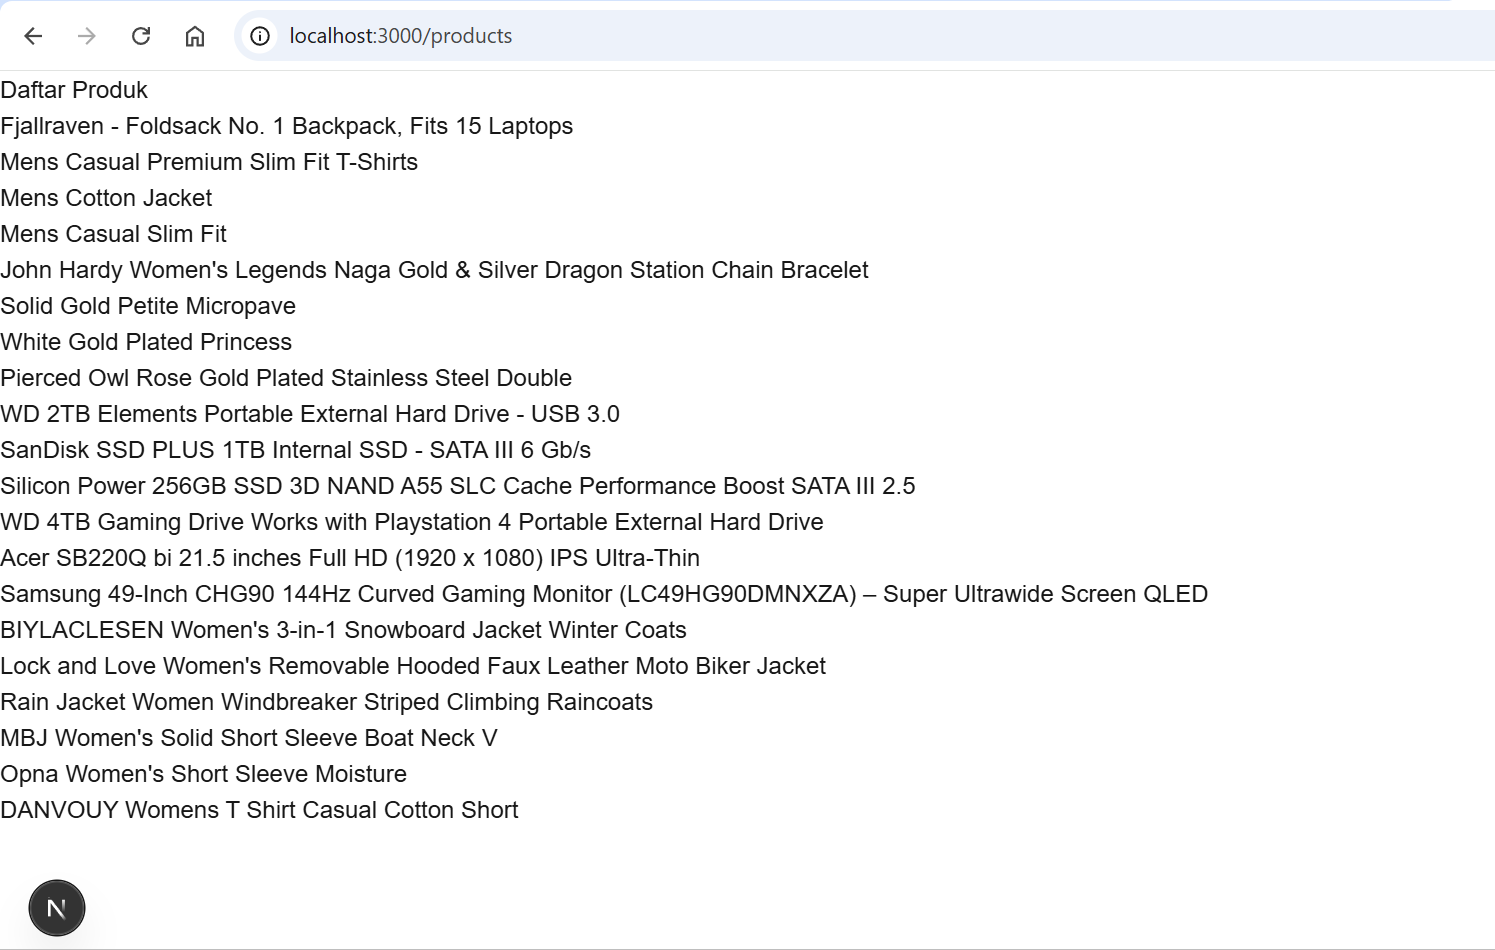 localhost:3000/products
Daftar Produk
Fjallraven - Foldsack No. 1 Backpack, Fits 15 Laptops
Mens Casual Premium Slim Fit T-Shirts
Mens Cotton Jacket
Mens Casual Slim Fit
John Hardy Women's Legends Naga Gold & Silver Dragon Station Chain Bracelet
Solid Gold Petite Micropave
White Gold Plated Princess
Pierced Owl Rose Gold Plated Stainless Steel Double
WD 2TB Elements Portable External Hard Drive - USB 3.0
SanDisk SSD PLUS 1TB Internal SSD - SATA III 6 Gb/s
Silicon Power 256GB SSD 3D NAND A55 SLC Cache Performance Boost SATA III 2.5
WD 4TB Gaming Drive Works with Playstation 4 Portable External Hard Drive
Acer SB220Q bi 21.5 inches Full HD (1920 x 1080) IPS Ultra-Thin
Samsung 49-Inch CHG90 144Hz Curved Gaming Monitor (LC49HG90DMNXZA) – Super Ultrawide Screen QLED
BIYLACLESEN Women's 3-in-1 Snowboard Jacket Winter Coats
Lock and Love Women's Removable Hooded Faux Leather Moto Biker Jacket
Rain Jacket Women Windbreaker Striped Climbing Raincoats
MBJ Women's Solid Short Sleeve Boat Neck V
Opna Women's Short Sleeve Moisture
DANVOUY Womens T Shirt Casual Cotton Short
N